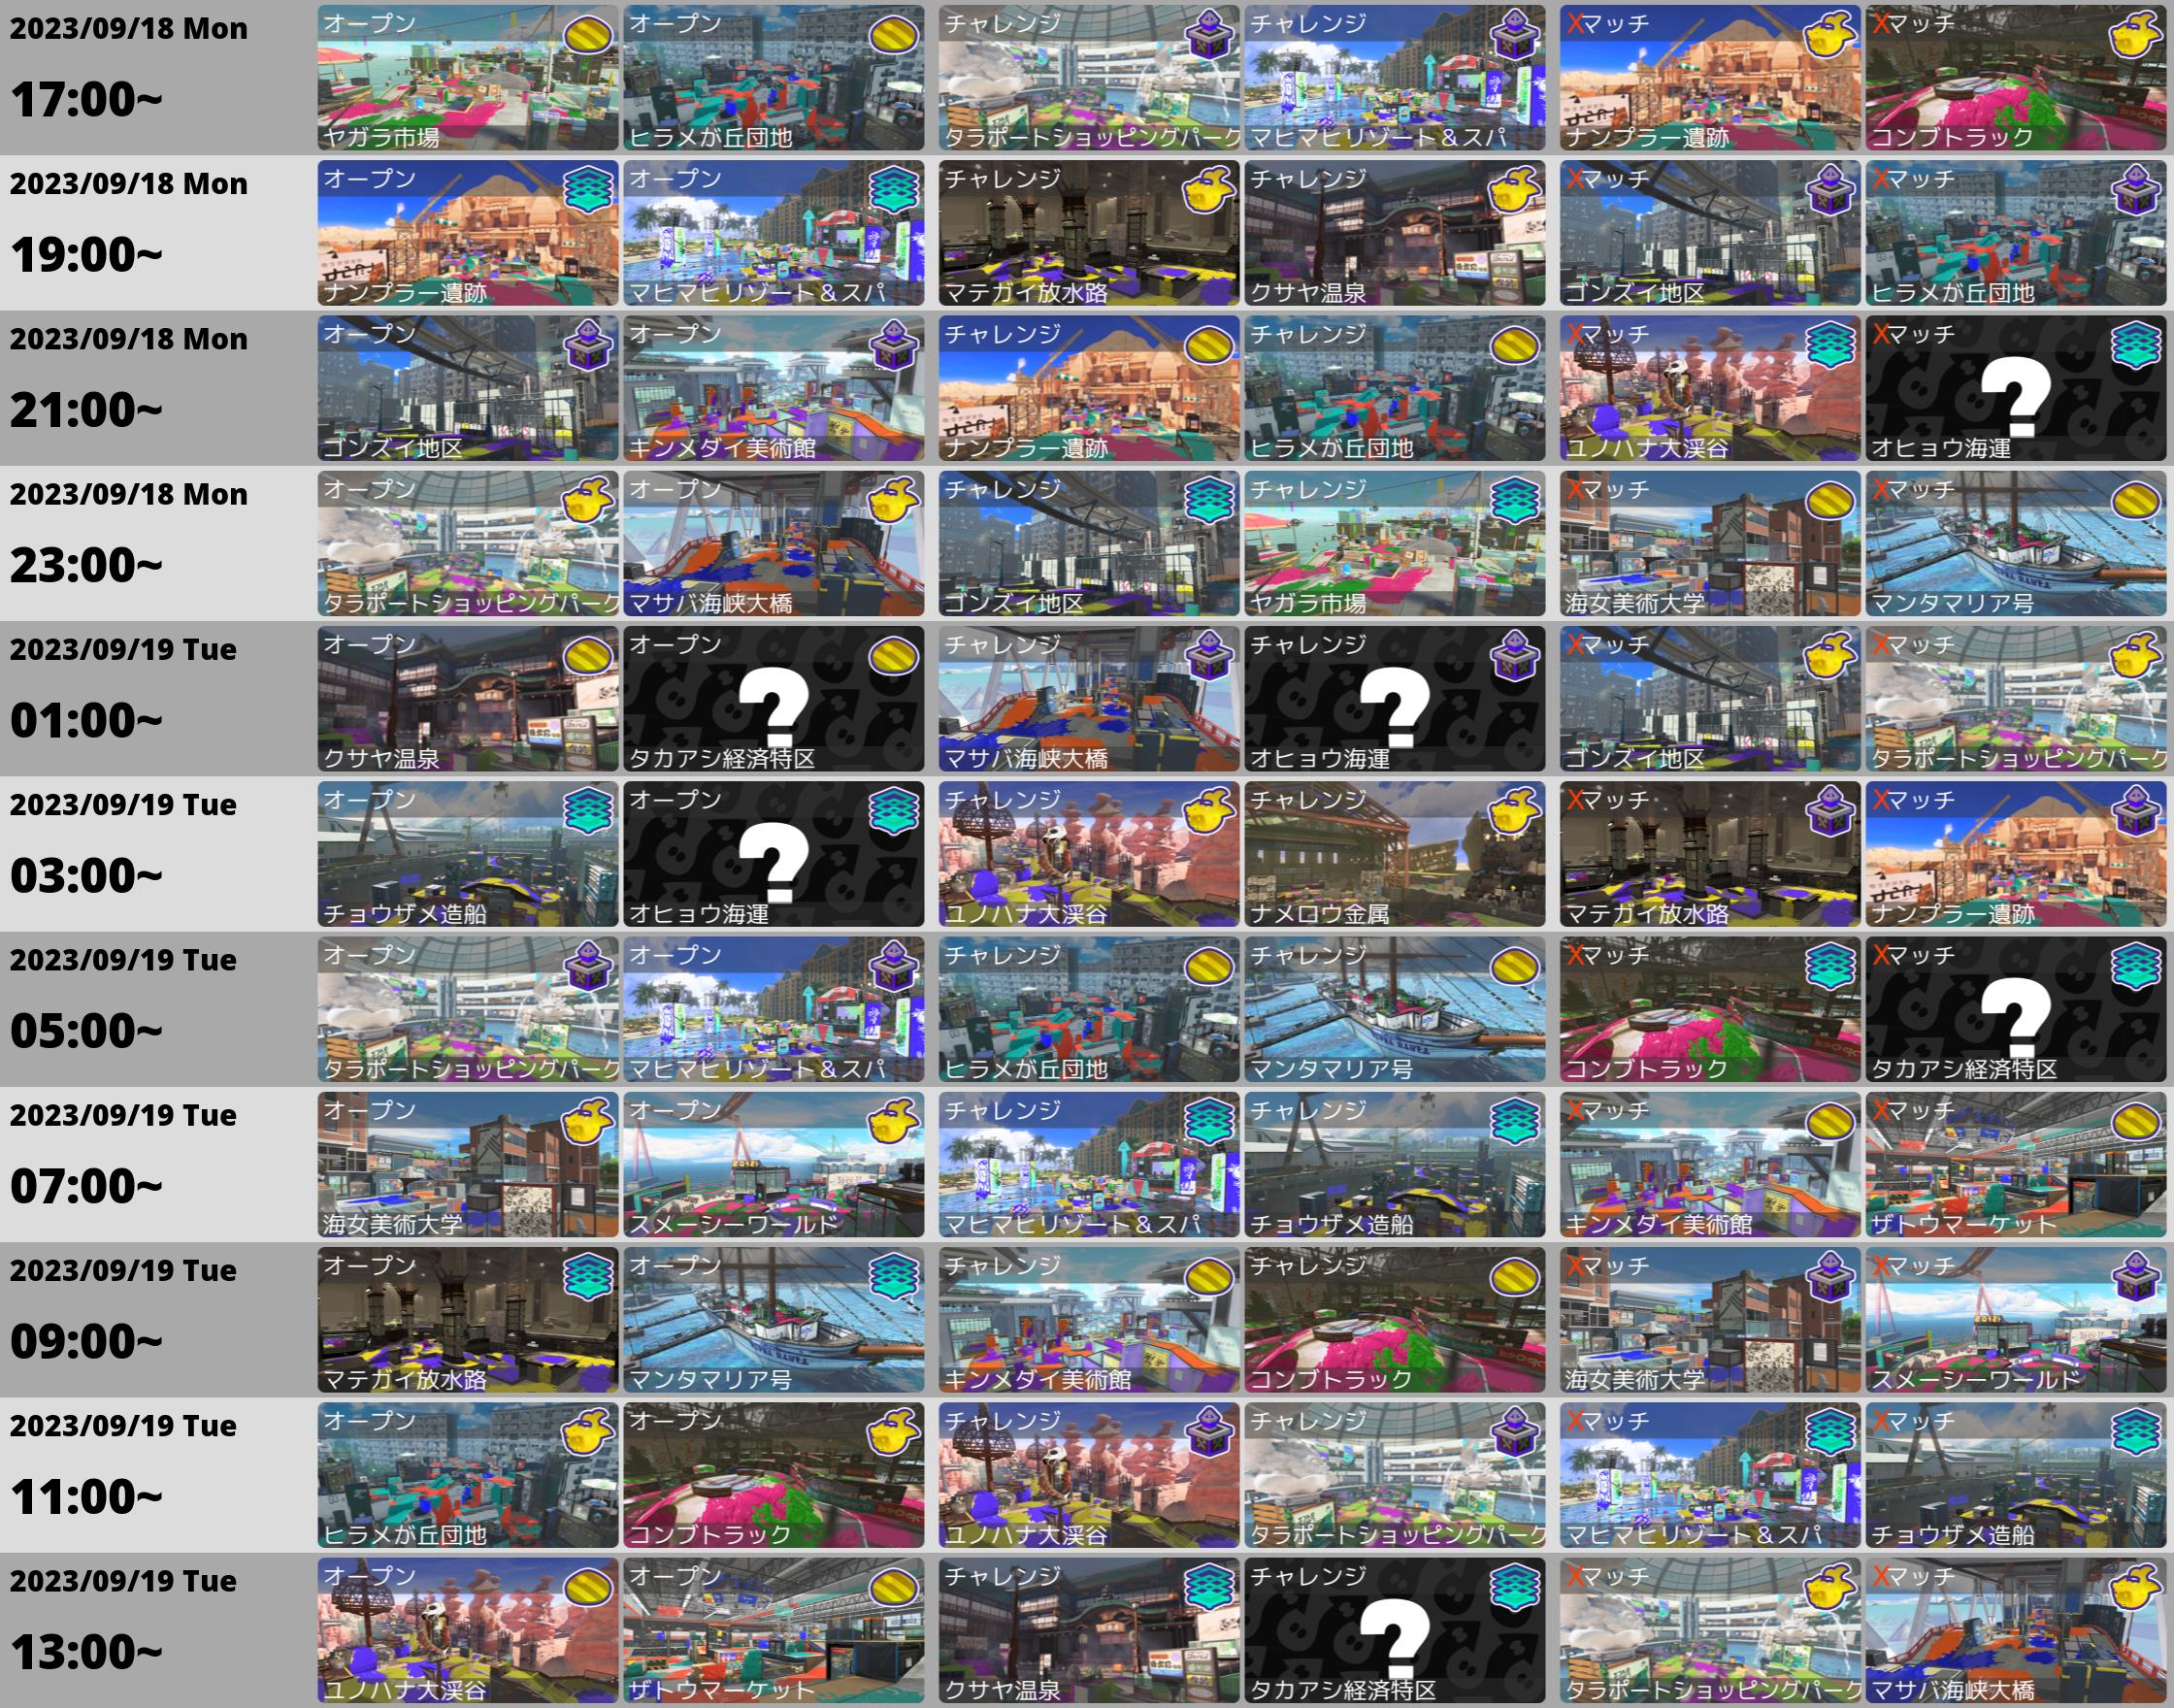 2023/09/18 Mon
17:00~
オープン
ヤガラ市場
オープン
ヒラメが丘団地
チャレンジ
タラポートショッピングパーク
チャレンジ
マヒマヒリゾート＆スパ
Xマッチ
ナンプラー遺跡
Xマッチ
コンブトラック
2023/09/18 Mon
19:00~
オープン
ナンプラー遺跡
オープン
マヒマヒリゾート＆スパ
チャレンジ
マテガイ放水路
チャレンジ
クサヤ温泉
Xマッチ
ゴンズイ地区
Xマッチ
ヒラメが丘団地
2023/09/18 Mon
21:00~
オープン
ゴンズイ地区
オープン
キンメダイ美術館
チャレンジ
ナンプラー遺跡
チャレンジ
ヒラメが丘団地
Xマッチ
ユノハナ大渓谷
Xマッチ
?
オヒョウ海運
2023/09/18 Mon
23:00~
オープン
タラポートショッピングパーク
オープン
マサバ海峡大橋
チャレンジ
ゴンズイ地区
チャレンジ
ヤガラ市場
Xマッチ
海女美術大学
Xマッチ
マンタマリア号
2023/09/19 Tue
01:00~
オープン
クサヤ温泉
オープン
?
タカアシ経済特区
チャレンジ
マサバ海峡大橋
チャレンジ
?
オヒョウ海運
Xマッチ
ゴンズイ地区
Xマッチ
タラポートショッピングパーク
2023/09/19 Tue
03:00~
オープン
チョウザメ造船
オープン
?
オヒョウ海運
チャレンジ
ユノハナ大渓谷
チャレンジ
ナメロウ金属
Xマッチ
マテガイ放水路
Xマッチ
ナンプラー遺跡
2023/09/19 Tue
05:00~
オープン
タラポートショッピングパーク
オープン
マヒマヒリゾート＆スパ
チャレンジ
ヒラメが丘団地
チャレンジ
マンタマリア号
Xマッチ
コンブトラック
Xマッチ
?
タカアシ経済特区
2023/09/19 Tue
07:00~
オープン
海女美術大学
オープン
スメーシーワールド
チャレンジ
マヒマヒリゾート＆スパ
チャレンジ
チョウザメ造船
Xマッチ
キンメダイ美術館
Xマッチ
ザトウマーケット
2023/09/19 Tue
09:00~
オープン
マテガイ放水路
オープン
マンタマリア号
チャレンジ
キンメダイ美術館
チャレンジ
コンブトラック
Xマッチ
海女美術大学
Xマッチ
スメーシーワールド
2023/09/19 Tue
11:00~
オープン
ヒラメが丘団地
オープン
コンブトラック
チャレンジ
ユノハナ大渓谷
チャレンジ
タラポートショッピングパーク
Xマッチ
マヒマヒリゾート＆スパ
Xマッチ
チョウザメ造船
2023/09/19 Tue
13:00~
オープン
ユノハナ大渓谷
オープン
ザトウマーケット
チャレンジ
クサヤ温泉
チャレンジ
?
タカアシ経済特区
Xマッチ
タラポートショッピングパーク
Xマッチ
マサバ海峡大橋